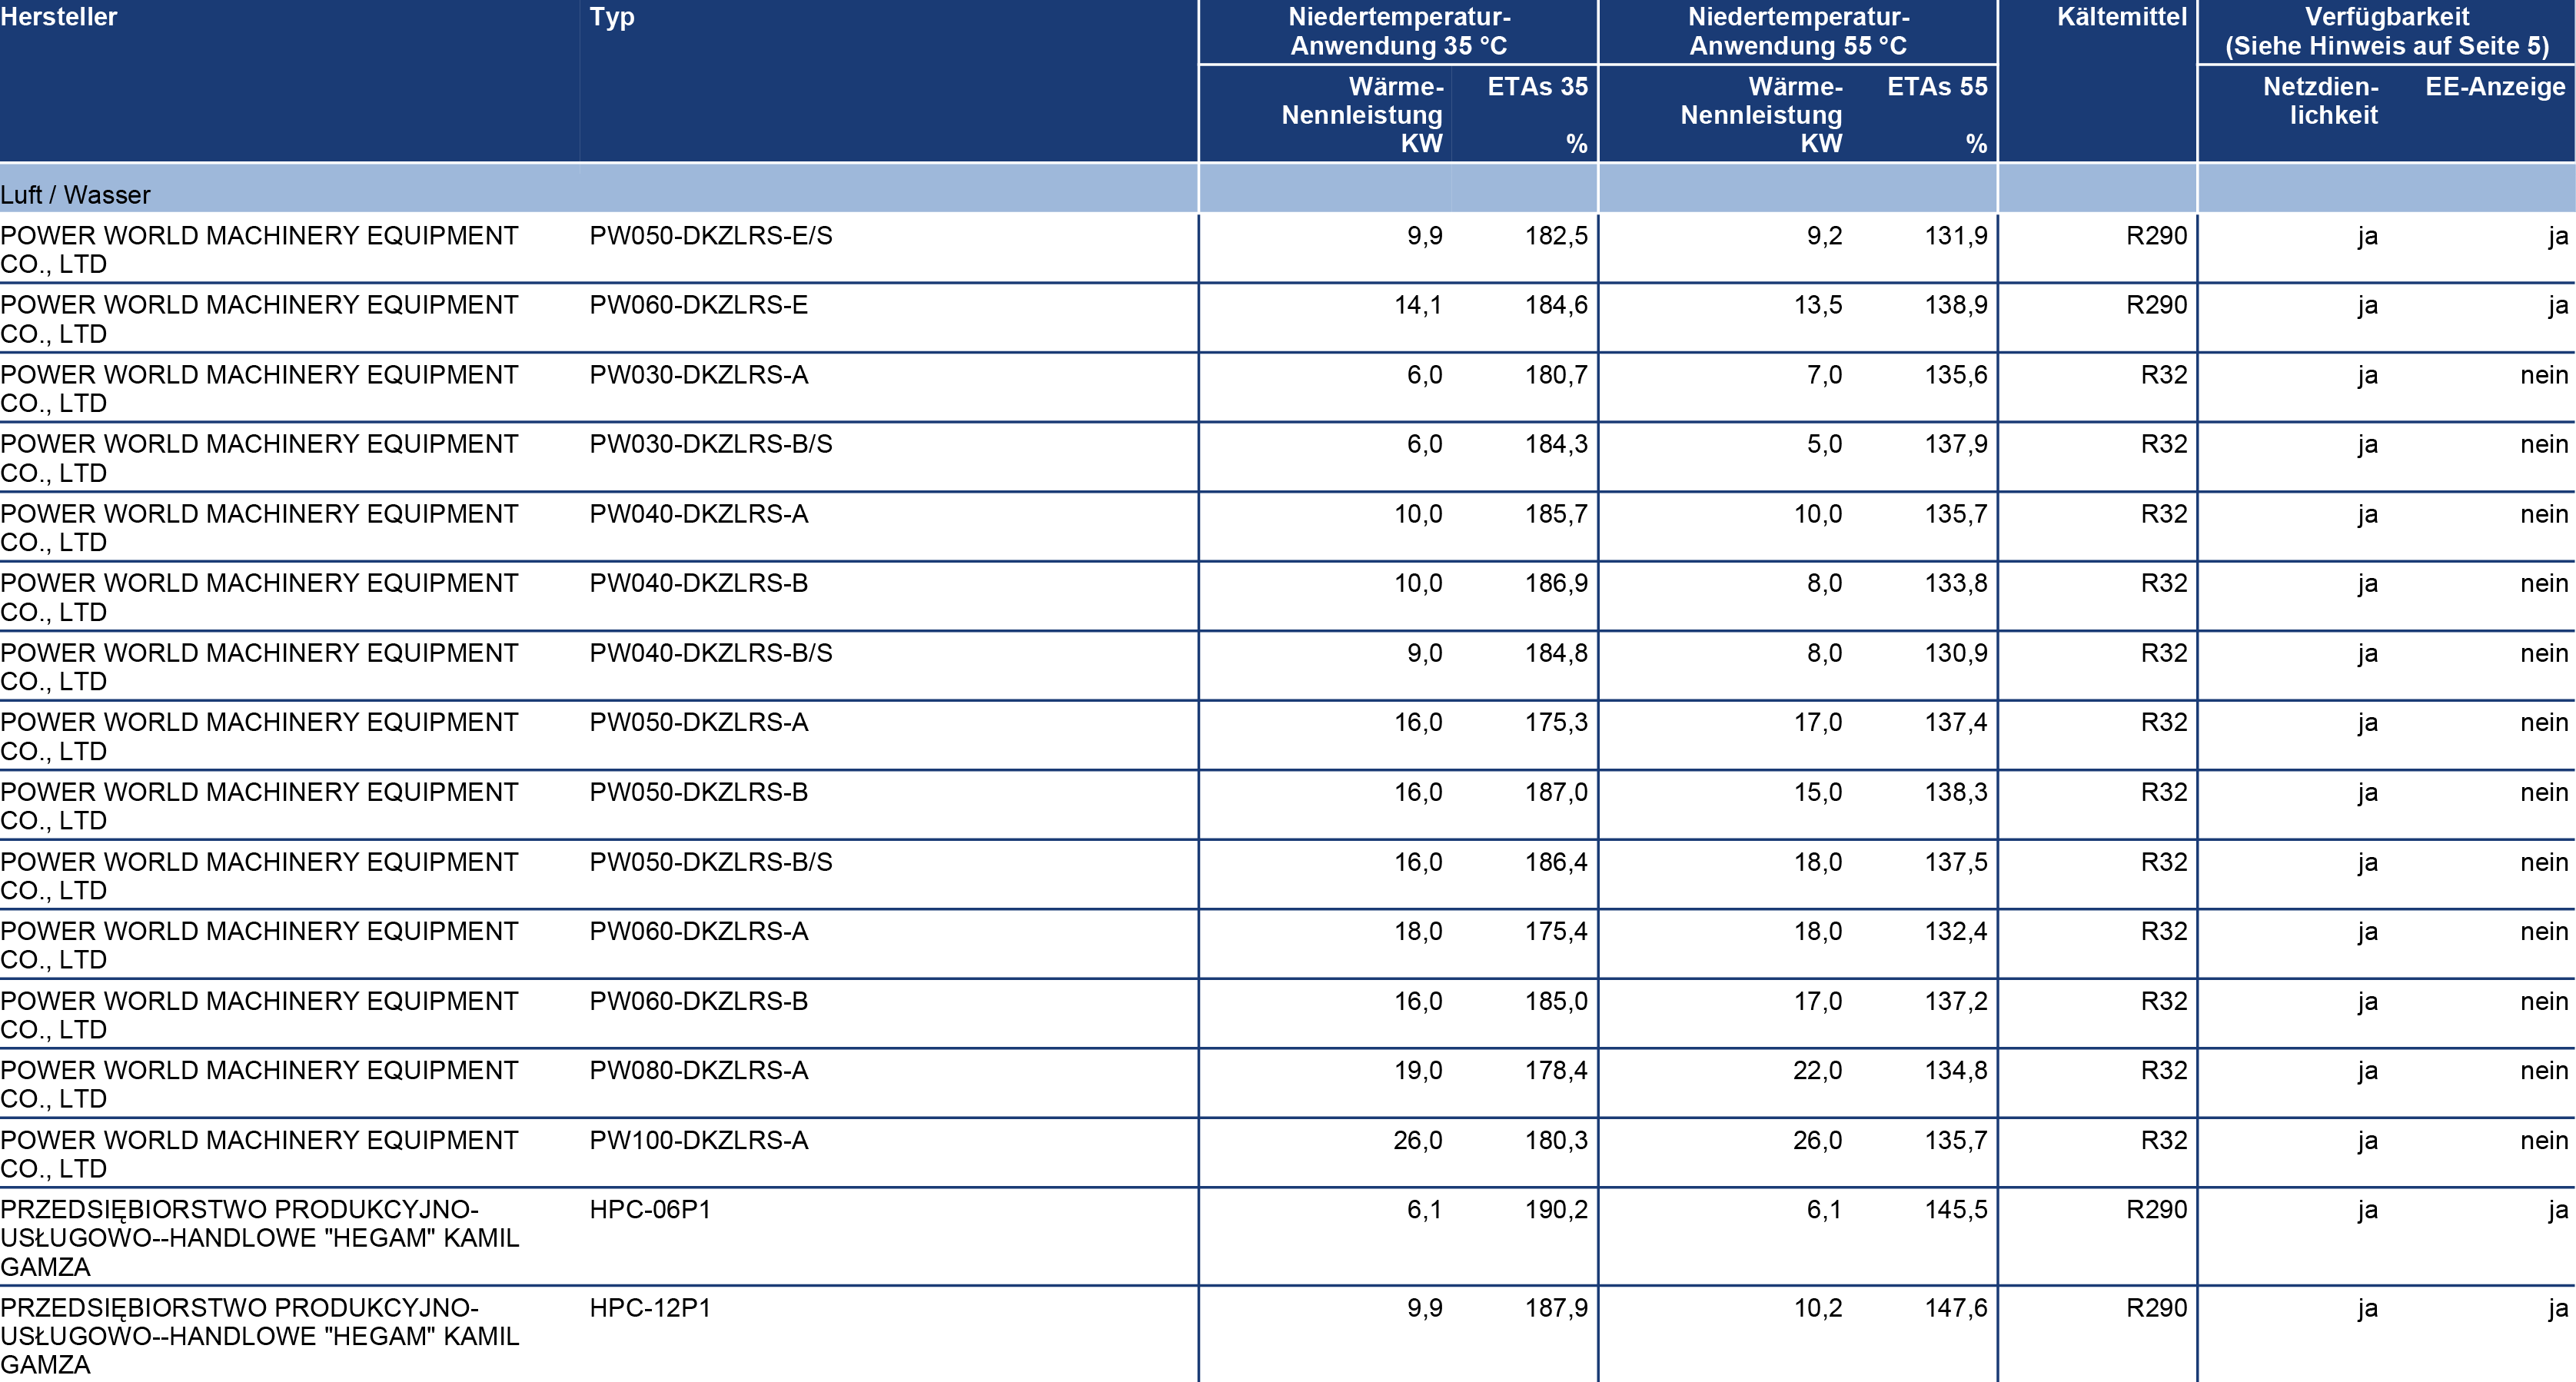 Hersteller Typ Niedertemperatur- Niedertemperatur- Kältemittel Verfügbarkeit
Anwendung 35 °C Anwendung 55 °C (Siehe Hinweis auf Seite 5)
Wärme- ETAs 35 Wärme- ETAs 55 Netzdien- EE-Anzeige
Nennleistung Nennleistung lichkeit
KW % KW %
Luft / Wasser
POWER WORLD MACHINERY EQUIPMENT PW050-DKZLRS-E/S 9,9 182,5 9,2 131,9 R290 ja ja
CO., LTD
POWER WORLD MACHINERY EQUIPMENT PW060-DKZLRS-E 14,1 184,6 13,5 138,9 R290 ja ja
CO., LTD
POWER WORLD MACHINERY EQUIPMENT PW030-DKZLRS-A 6,0 180,7 7,0 135,6 R32 ja nein
CO., LTD
POWER WORLD MACHINERY EQUIPMENT PW030-DKZLRS-B/S 6,0 184,3 5,0 137,9 R32 ja nein
CO., LTD
POWER WORLD MACHINERY EQUIPMENT PW040-DKZLRS-A 10,0 185,7 10,0 135,7 R32 ja nein
CO., LTD
POWER WORLD MACHINERY EQUIPMENT PW040-DKZLRS-B 10,0 186,9 8,0 133,8 R32 ja nein
CO., LTD
POWER WORLD MACHINERY EQUIPMENT PW040-DKZLRS-B/S 9,0 184,8 8,0 130,9 R32 ja nein
CO., LTD
POWER WORLD MACHINERY EQUIPMENT PW050-DKZLRS-A 16,0 175,3 17,0 137,4 R32 ja nein
CO., LTD
POWER WORLD MACHINERY EQUIPMENT PW050-DKZLRS-B 16,0 187,0 15,0 138,3 R32 ja nein
CO., LTD
POWER WORLD MACHINERY EQUIPMENT PW050-DKZLRS-B/S 16,0 186,4 18,0 137,5 R32 ja nein
CO., LTD
POWER WORLD MACHINERY EQUIPMENT PW060-DKZLRS-A 18,0 175,4 18,0 132,4 R32 ja nein
CO., LTD
POWER WORLD MACHINERY EQUIPMENT PW060-DKZLRS-B 16,0 185,0 17,0 137,2 R32 ja nein
CO., LTD
POWER WORLD MACHINERY EQUIPMENT PW080-DKZLRS-A 19,0 178,4 22,0 134,8 R32 ja nein
CO., LTD
POWER WORLD MACHINERY EQUIPMENT PW100-DKZLRS-A 26,0 180,3 26,0 135,7 R32 ja nein
CO., LTD
PRZEDSIĘBIORSTWO PRODUKCYJNO- HPC-06P1 6,1 190,2 6,1 145,5 R290 ja ja
USŁUGOWO--HANDLOWE "HEGAM" KAMIL
GAMZA
PRZEDSIĘBIORSTWO PRODUKCYJNO- HPC-12P1 9,9 187,9 10,2 147,6 R290 ja ja
USŁUGOWO--HANDLOWE "HEGAM" KAMIL
GAMZA